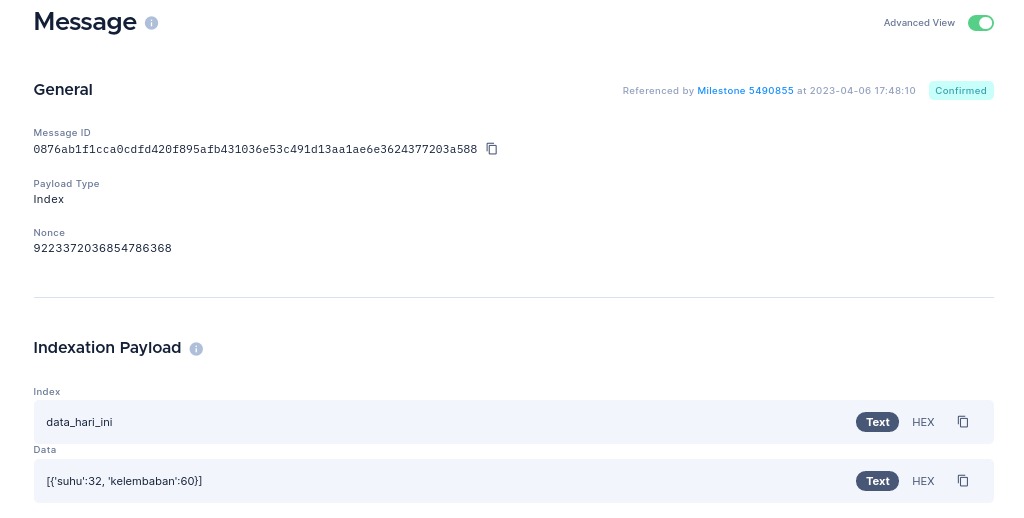 Message
Advanced View
General
Referenced by Milestone 5490855 at 2023-04-06 17:48:10 Confirmed
Message ID
0876ab1f1cca0cdfd420f895afb431036e53c491d13aa1ae6e3624377203a588
Payload Type
Index
Nonce
9223372036854786368
Indexation Payload
Index
data_hari_ini Text HEX
Data
[{'suhu':32, 'kelembaban':60}] Text HEX